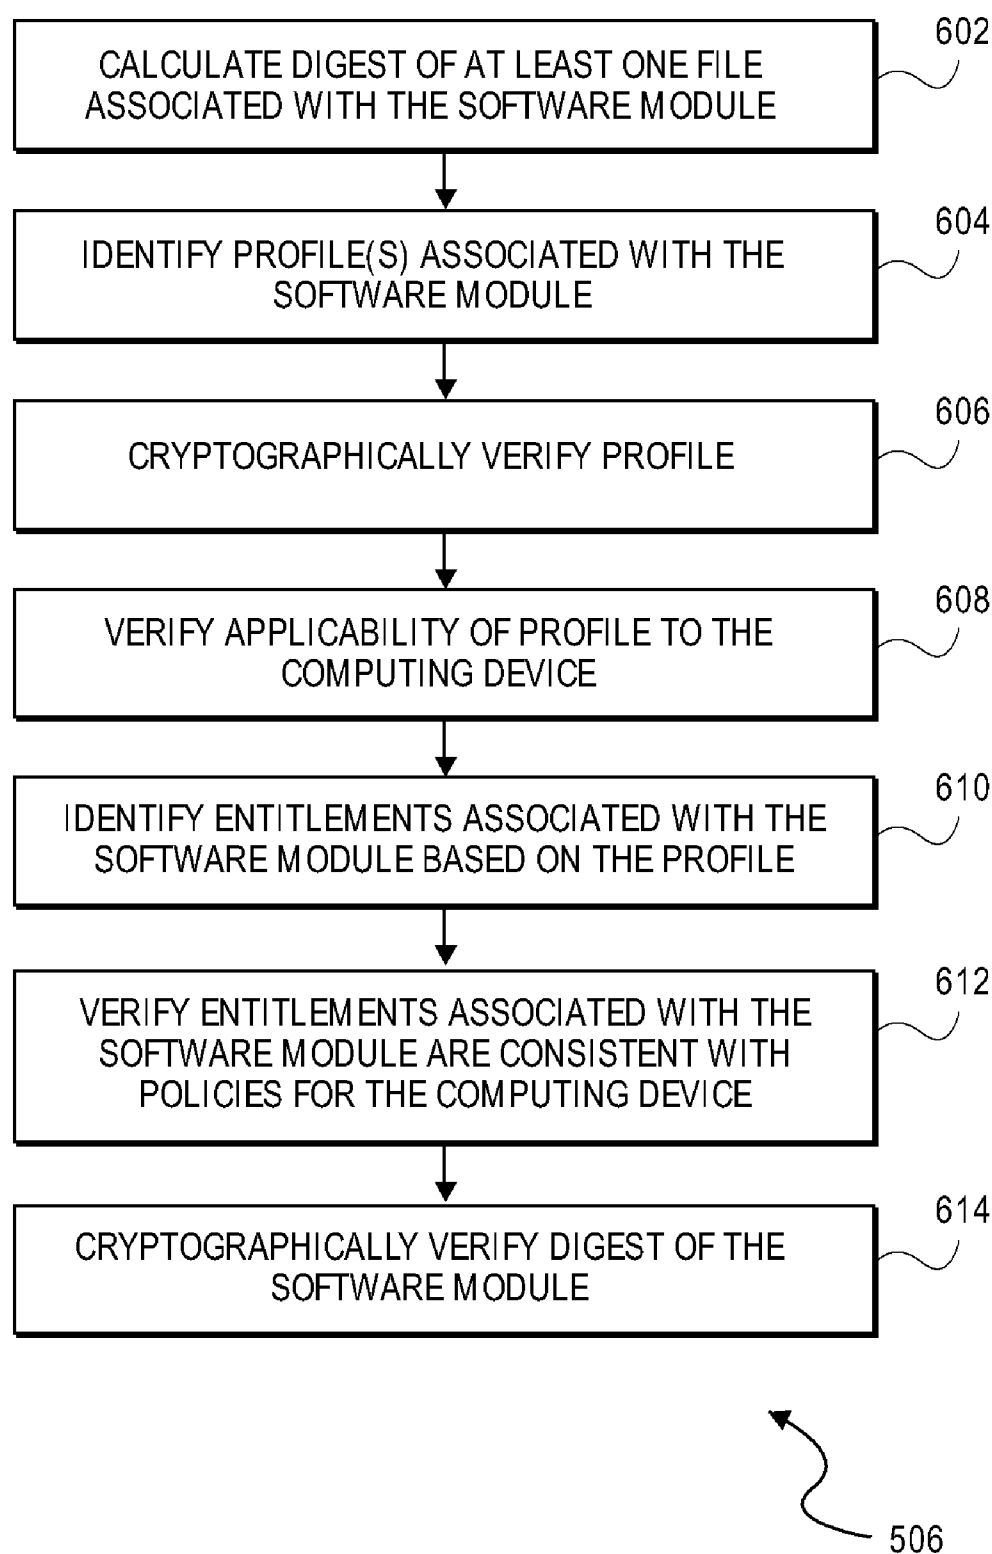 602
CALCULATE DIGEST OF AT LEAST ONE FILE
ASSOCIATED WITH THE SOFTWARE MODULE
604
IDENTIFY PROFILE(S) ASSOCIATED WITH THE
SOFTWARE MODULE
606
CRYPTOGRAPHICALLY VERIFY PROFILE
608
VERIFY APPLICABILITY OF PROFILE TO THE
COMPUTING DEVICE
610
IDENTIFY ENTITLEMENTS ASSOCIATED WITH THE
SOFTWARE MODULE BASED ON THE PROFILE
612
VERIFY ENTITLEMENTS ASSOCIATED WITH THE
SOFTWARE MODULE ARE CONSISTENT WITH
POLICIES FOR THE COMPUTING DEVICE
614
CRYPTOGRAPHICALLY VERIFY DIGEST OF THE
SOFTWARE MODULE
506